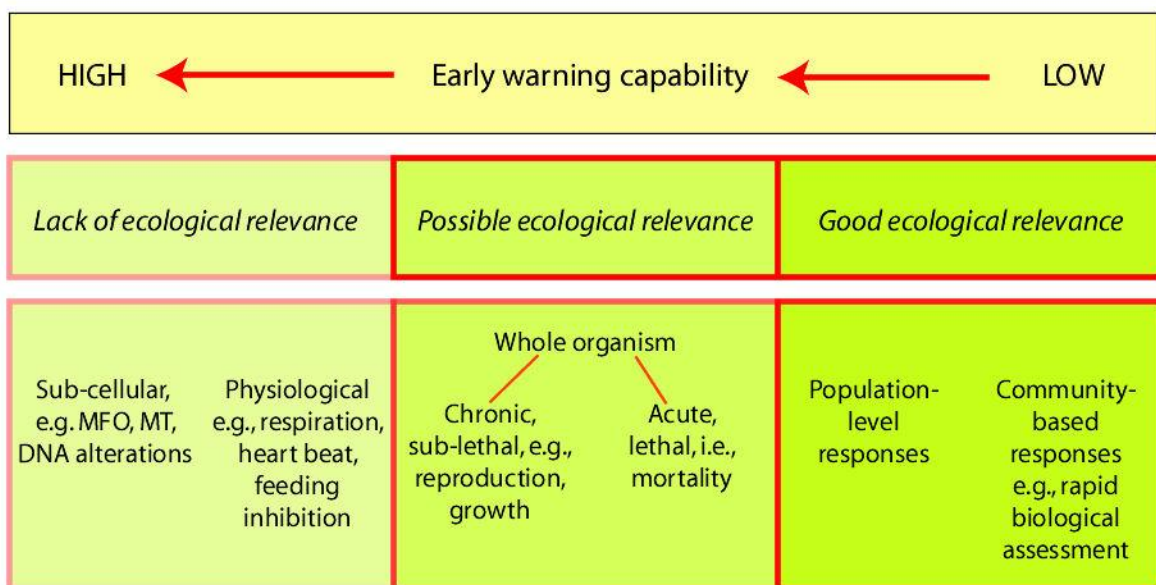 HIGH
Early warning capability
LOW
Lack of ecological relevance
Possible ecological relevance
Good ecological relevance
Sub-cellular,
e.g. MFO, MT,
DNA alterations
Physiological
e.g., respiration,
heart beat,
feeding
inhibition
Whole organism
Chronic,
sub-lethal, e.g.,
reproduction,
growth
Acute,
lethal, i.e.,
mortality
Population-
level
responses
Community-
based
responses
e.g., rapid
biological
assessment